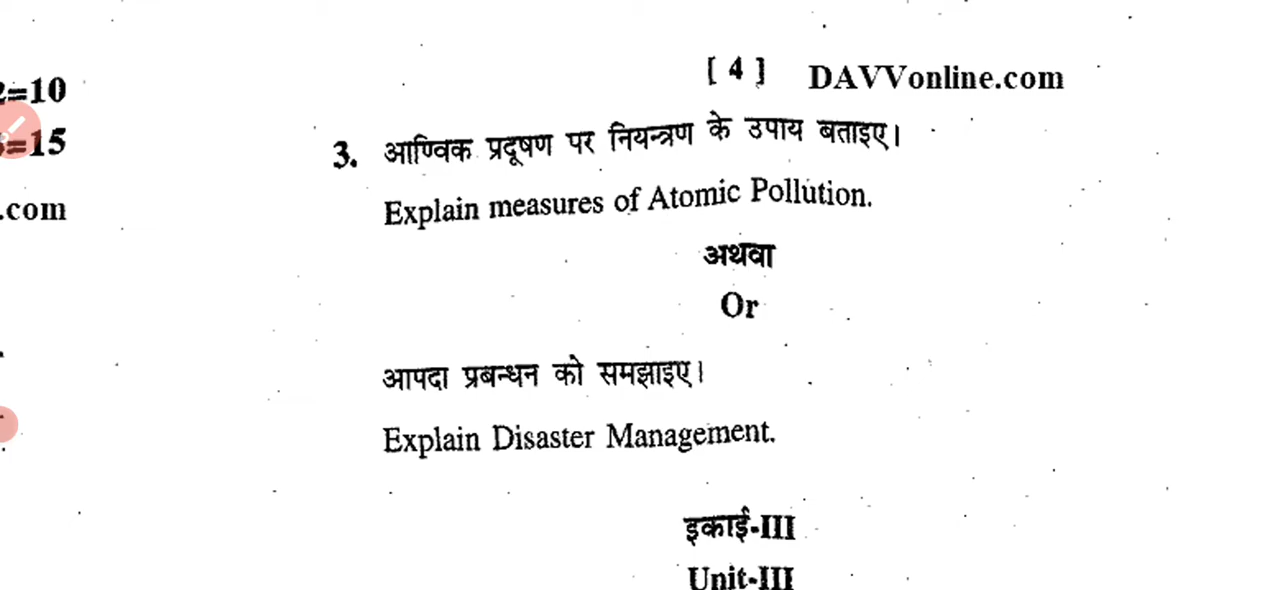 2=10
[ 4 ] DAVVonline.com
=15
3. आण्विक प्रदूषण पर नियन्त्रण के उपाय बताइए।
.com
Explain measures of Atomic Pollution.
अथवा
Or
आपदा प्रबन्धन को समझाइए।
Explain Disaster Management.
इकाई-III
Unit-III